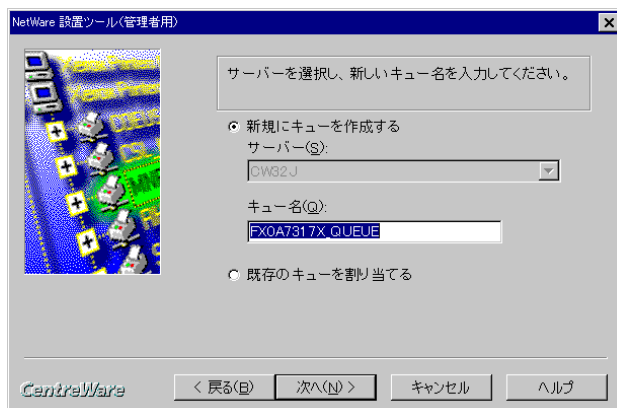 NetWare 設置ツール(管理者用)
サーバーを選択し、新しいキュー名を入力してください。
新規にキューを作成する
サーバー(S):
CW32J
キュー名(Q):
FX0A7317X_QUEUE
既存のキューを割り当てる
CentreWare
< 戻る(B)
次へ(N) >
キャンセル
ヘルプ